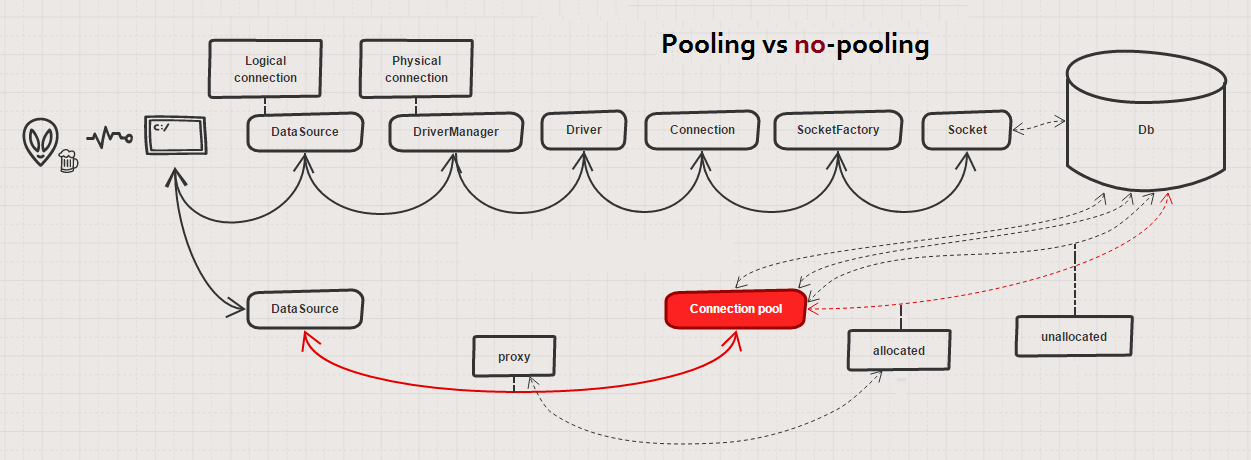 Pooling vs no-pooling
Logical
connection
Physical
connection
c:/
DataSource
DriverManager
Driver
Connection
SocketFactory
Socket
Db
DataSource
Connection pool
proxy
allocated
unallocated